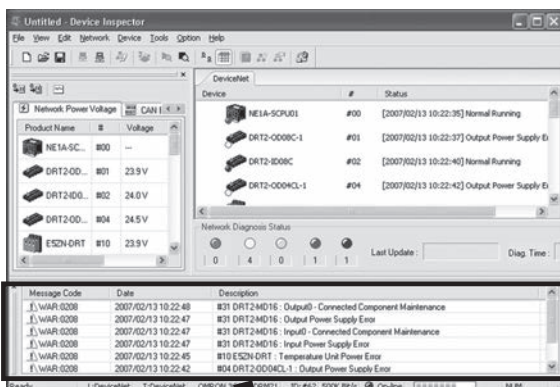 Untitled - Device Inspector
File View Edit Network Device Tools Option Help
Network Power Voltage CAN
Product Name # Voltage
NE1A-SC... #00 --
DRT2-OD... #01 23.9 V
DRT2-ID0... #02 24.0 V
DRT2-OD... #04 24.5 V
E5ZN-DRT #10 23.9 V
DeviceNet
Device # Status
NE1A-SCPU01 #00 [2007/02/13 10:22:35] Normal Running
DRT2-OD08C-1 #01 [2007/02/13 10:22:37] Output Power Supply E
DRT2-ID08C #02 [2007/02/13 10:22:40] Normal Running
DRT2-OD04CL-1 #04 [2007/02/13 10:22:42] Output Power Supply E
Network Diagnosis Status
0 4 0 1 1 Last Update : Diag. Time :
Message Code Date Description
WAR:0208 2007/02/13 10:22:48 #31 DRT2-MD16 : Output0 - Connected Component Maintenance
WAR:0208 2007/02/13 10:22:47 #31 DRT2-MD16 : Output Power Supply Error
WAR:0208 2007/02/13 10:22:47 #31 DRT2-MD16 : Input0 - Connected Component Maintenance
WAR:0208 2007/02/13 10:22:47 #31 DRT2-MD16 : Input Power Supply Error
WAR:0208 2007/02/13 10:22:45 #10 E5ZN-DRT : Temperature Unit Power Error
WAR:0208 2007/02/13 10:22:42 #04 DRT2-OD04CL-1 : Output Power Supply Error
Ready L:DeviceNet T:DeviceNet OMRON DRM21 ID:#62 500K Bit/s On-line NUM